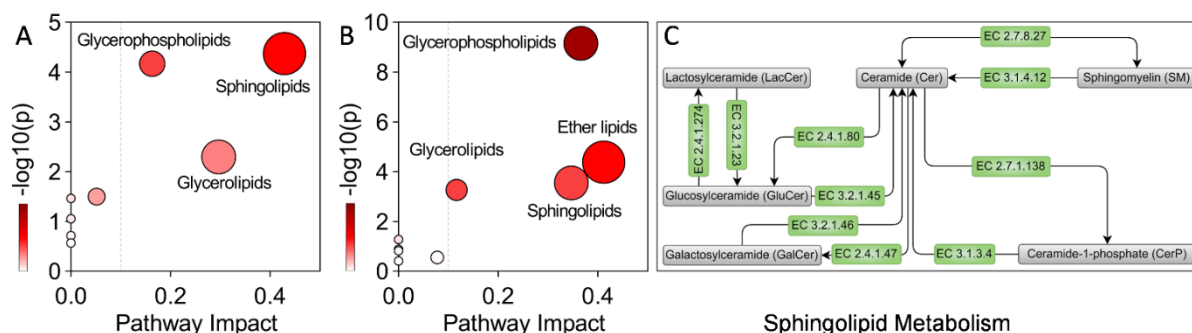 A
5
4
3
2
1
0
-log10(p)
Glycerophospholipids
Sphingolipids
Glycerolipids
0.0
0.2
0.4
Pathway Impact
B
10
8
6
4
2
0
-log10(p)
Glycerophospholipids
Ether lipids
Glycerolipids
Sphingolipids
0.0
0.2
0.4
Pathway Impact
C
EC 2.7.8.27
Lactosylceramide (LacCer)
Ceramide (Cer)
EC 3.1.4.12
Sphingomyelin (SM)
EC 2.4.1.274
EC 3.2.1.23
EC 2.4.1.80
EC 2.7.1.138
Glucosylceramide (GluCer)
EC 3.2.1.45
EC 3.2.1.46
Galactosylceramide (GalCer)
EC 2.4.1.47
EC 3.1.3.4
Ceramide-1-phosphate (CerP)
Sphingolipid Metabolism